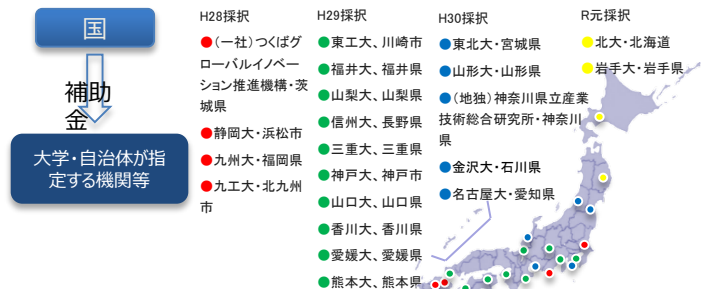 国
補助
金
大学・自治体が指
定する機関等
H28採択
●(一社)つくばグ
ローバルイノベー
ション推進機構・茨
城県
●静岡大・浜松市
●九州大・福岡県
●九工大・北九州
市
H29採択
●東工大、川崎市
●福井大、福井県
●山梨大、山梨県
●信州大、長野県
●三重大、三重県
●神戸大、神戸市
●山口大、山口県
●香川大、香川県
●愛媛大、愛媛県
●熊本大、熊本県
H30採択
●東北大・宮城県
●山形大・山形県
●(地独)神奈川県立産業
技術総合研究所・神奈川
県
●金沢大・石川県
●名古屋大・愛知県
R元採択
●北大・北海道
●岩手大・岩手県